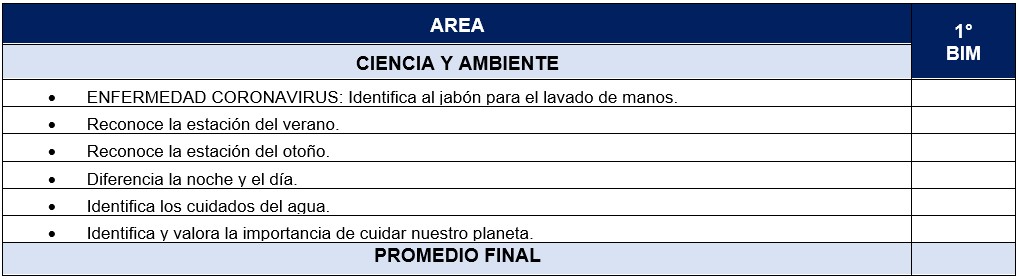 AREA
1°
BIM
CIENCIA Y AMBIENTE
• ENFERMEDAD CORONAVIRUS: Identifica al jabón para el lavado de manos.
• Reconoce la estación del verano.
• Reconoce la estación del otoño.
• Diferencia la noche y el día.
• Identifica los cuidados del agua.
• Identifica y valora la importancia de cuidar nuestro planeta.
PROMEDIO FINAL